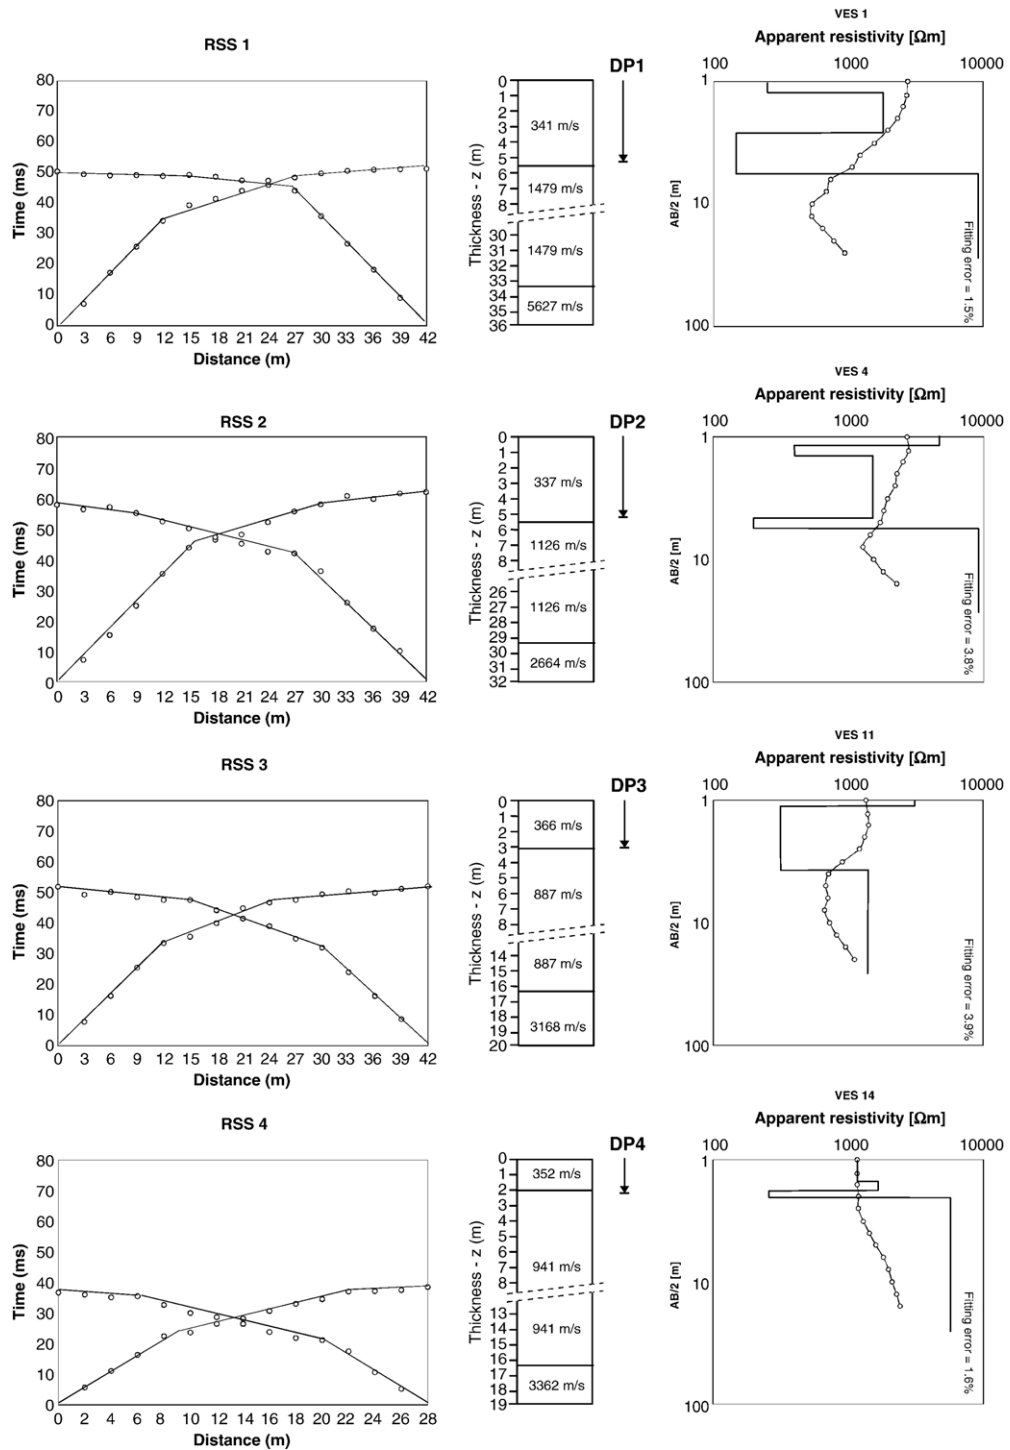 RSS 1
Time (ms)
80
70
60
50
40
30
20
10
0
0 3 6 9 12 15 18 21 24 27 30 33 36 39 42
Distance (m)
Thickness - z (m)
0
1
2
3
4
5
6
7
8
30
31
32
33
34
35
36
341 m/s
1479 m/s
1479 m/s
5627 m/s
DP1
VES 1
Apparent resistivity [Ωm]
100 1000 10000
AB/2 [m]
1
10
100
Fitting error = 1.5%
RSS 2
Time (ms)
80
70
60
50
40
30
20
10
0
0 3 6 9 12 15 18 21 24 27 30 33 36 39 42
Distance (m)
Thickness - z (m)
0
1
2
3
4
5
6
7
8
26
27
28
29
30
31
32
337 m/s
1126 m/s
1126 m/s
2664 m/s
DP2
VES 4
Apparent resistivity [Ωm]
100 1000 10000
AB/2 [m]
1
10
100
Fitting error = 3.8%
RSS 3
Time (ms)
80
70
60
50
40
30
20
10
0
0 3 6 9 12 15 18 21 24 27 30 33 36 39 42
Distance (m)
Thickness - z (m)
0
1
2
3
4
5
6
7
8
14
15
16
17
18
19
20
366 m/s
887 m/s
887 m/s
3168 m/s
DP3
VES 11
Apparent resistivity [Ωm]
100 1000 10000
AB/2 [m]
1
10
100
Fitting error = 3.9%
RSS 4
Time (ms)
80
70
60
50
40
30
20
10
0
0 2 4 6 8 10 12 14 16 18 20 22 24 26 28
Distance (m)
Thickness - z (m)
0
1
2
3
4
5
6
7
8
13
14
15
16
17
18
19
352 m/s
941 m/s
941 m/s
3362 m/s
DP4
VES 14
Apparent resistivity [Ωm]
100 1000 10000
AB/2 [m]
1
10
100
Fitting error = 1.6%